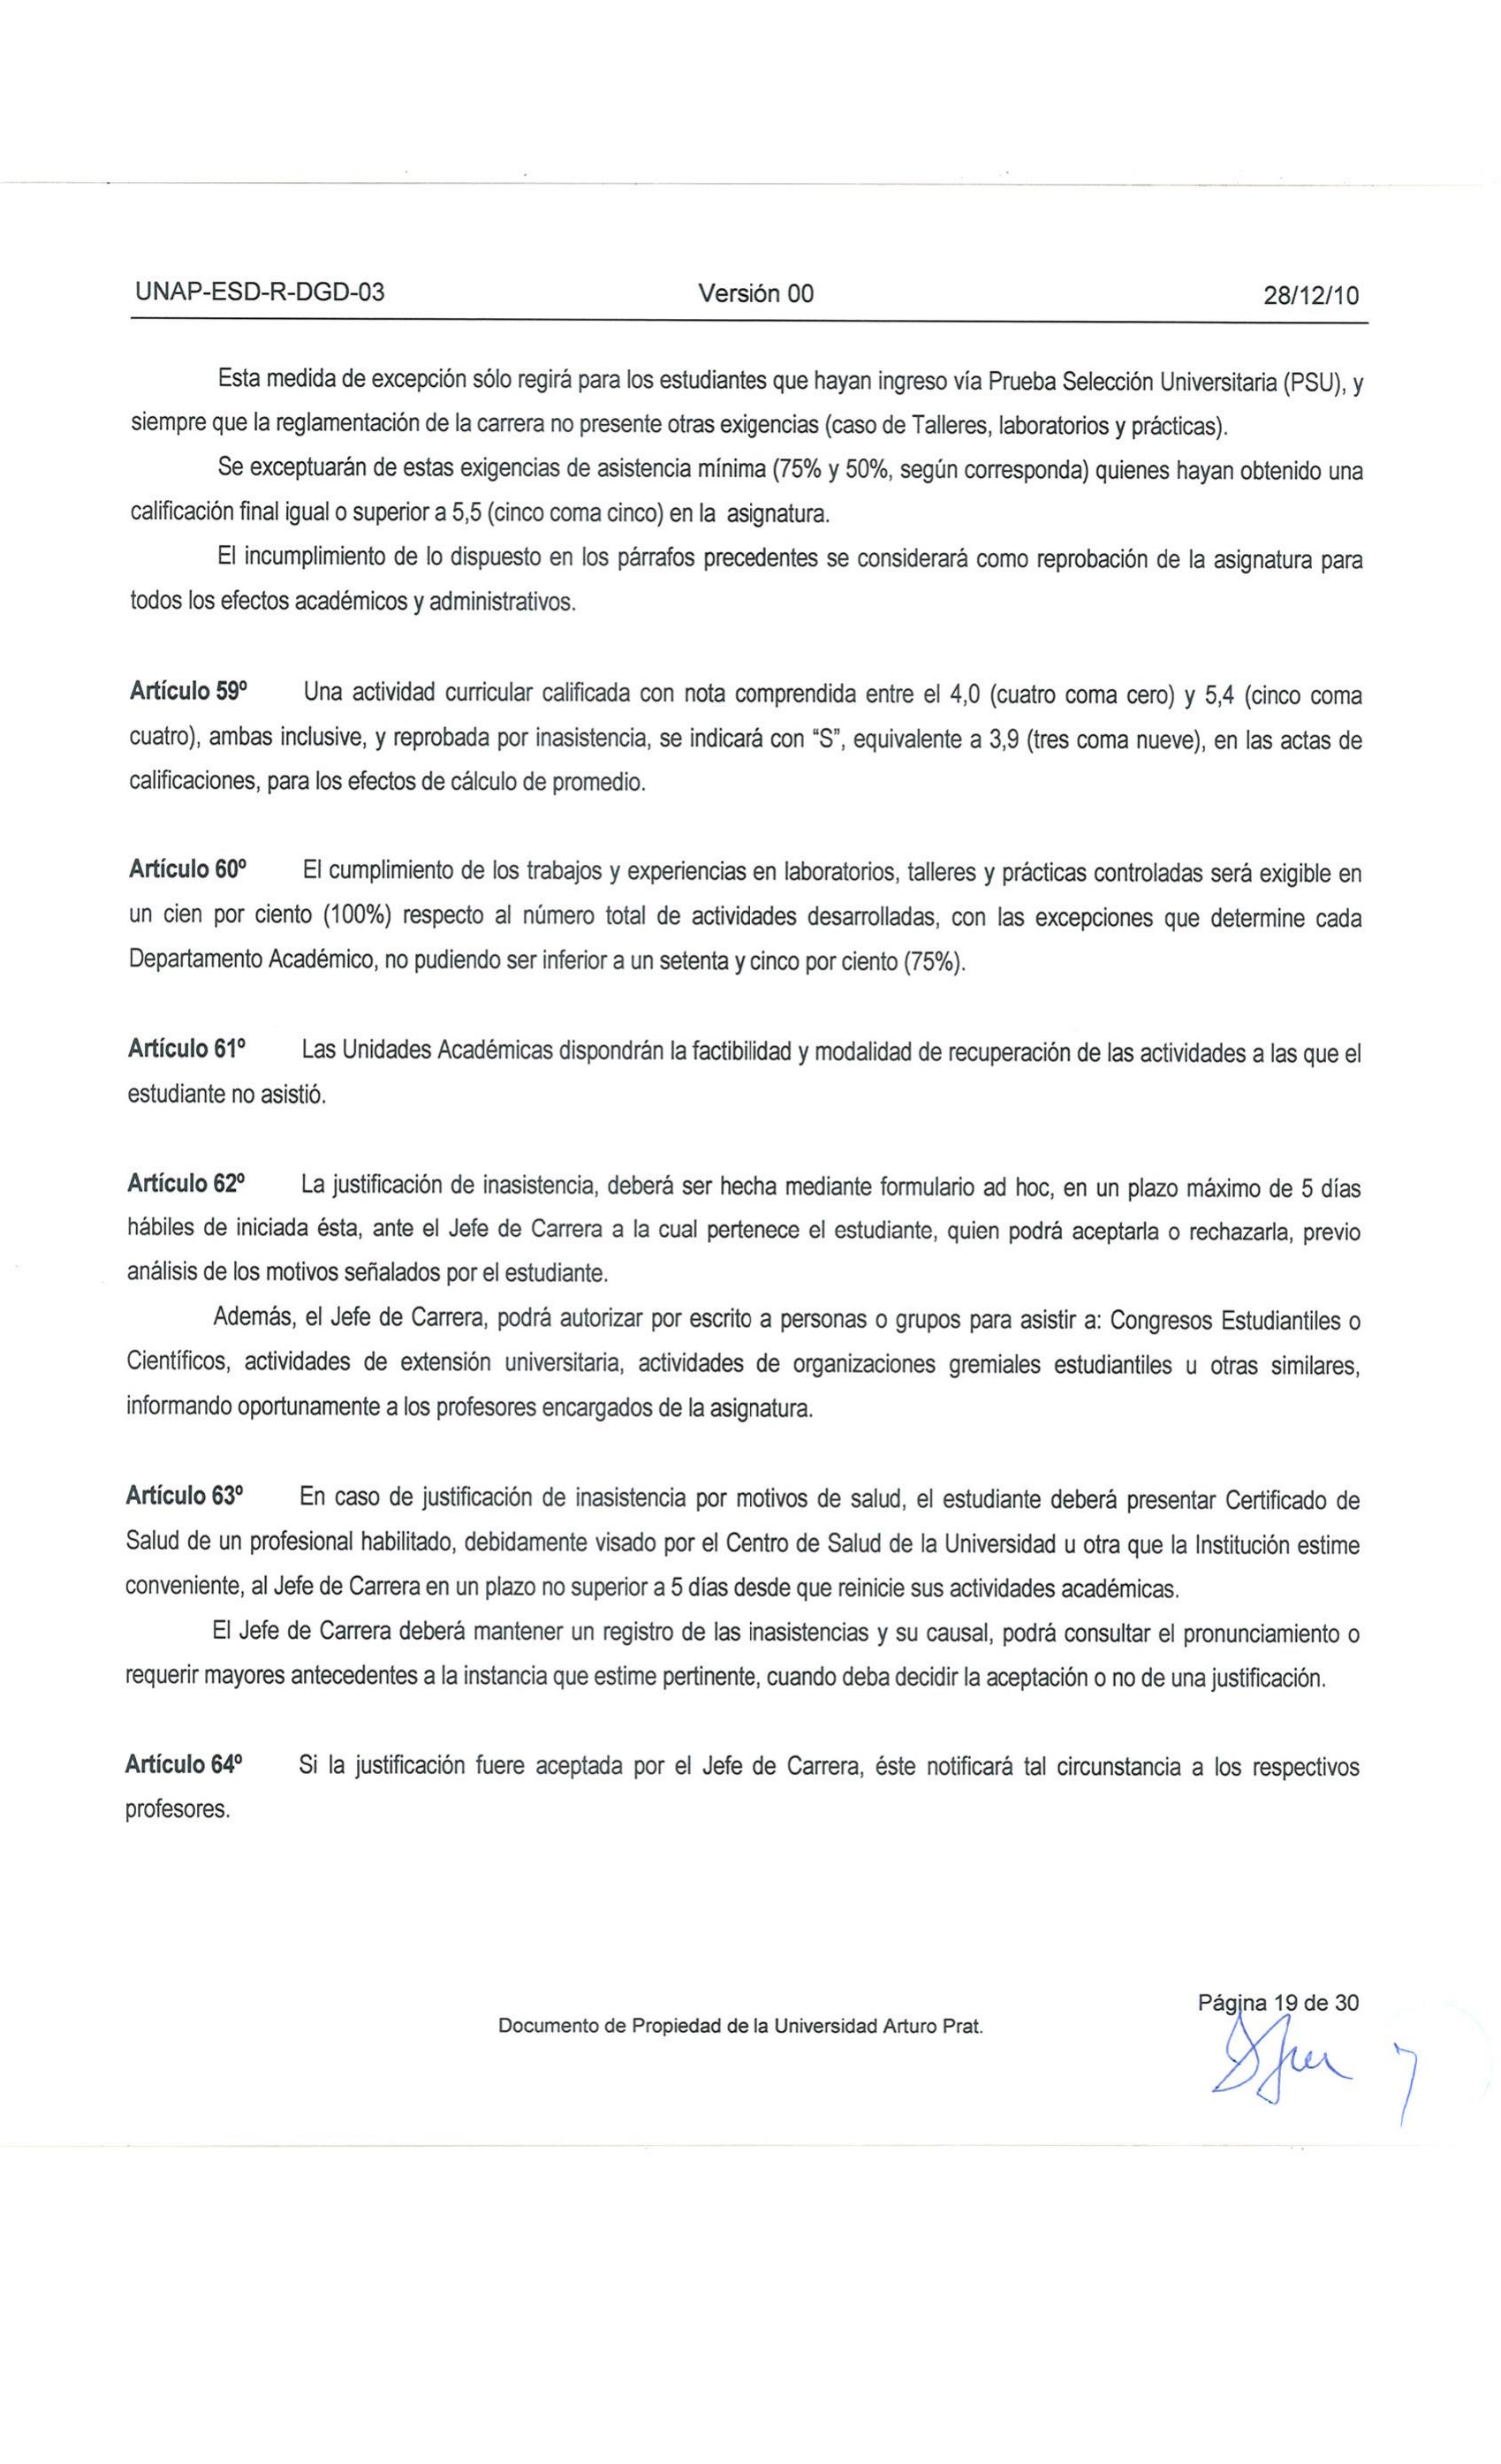 UNAP-ESD-R-DGD-03 Versión 00 28/12/10
Esta medida de excepción sólo regirá para los estudiantes que hayan ingreso vía Prueba Selección Universitaria (PSU), y
siempre que la reglamentación de la carrera no presente otras exigencias (caso de Talleres, laboratorios y prácticas).
Se exceptuarán de estas exigencias de asistencia mínima (75% y 50%, según corresponda) quienes hayan obtenido una
calificación final igual o superior a 5,5 (cinco coma cinco) en la asignatura.
El incumplimiento de lo dispuesto en los párrafos precedentes se considerará como reprobación de la asignatura para
todos los efectos académicos y administrativos.
Artículo 59º Una actividad curricular calificada con nota comprendida entre el 4,0 (cuatro coma cero) y 5,4 (cinco coma
cuatro), ambas inclusive, y reprobada por inasistencia, se indicará con “S”, equivalente a 3,9 (tres coma nueve), en las actas de
calificaciones, para los efectos de cálculo de promedio.
Artículo 60º El cumplimiento de los trabajos y experiencias en laboratorios, talleres y prácticas controladas será exigible en
un cien por ciento (100%) respecto al número total de actividades desarrolladas, con las excepciones que determine cada
Departamento Académico, no pudiendo ser inferior a un setenta y cinco por ciento (75%).
Artículo 61º Las Unidades Académicas dispondrán la factibilidad y modalidad de recuperación de las actividades a las que el
estudiante no asistió.
Artículo 62º La justificación de inasistencia, deberá ser hecha mediante formulario ad hoc, en un plazo máximo de 5 días
hábiles de iniciada ésta, ante el Jefe de Carrera a la cual pertenece el estudiante, quien podrá aceptarla o rechazarla, previo
análisis de los motivos señalados por el estudiante.
Además, el Jefe de Carrera, podrá autorizar por escrito a personas o grupos para asistir a: Congresos Estudiantiles o
Científicos, actividades de extensión universitaria, actividades de organizaciones gremiales estudiantiles u otras similares,
informando oportunamente a los profesores encargados de la asignatura.
Artículo 63º En caso de justificación de inasistencia por motivos de salud, el estudiante deberá presentar Certificado de
Salud de un profesional habilitado, debidamente visado por el Centro de Salud de la Universidad u otra que la Institución estime
conveniente, al Jefe de Carrera en un plazo no superior a 5 días desde que reinicie sus actividades académicas.
El Jefe de Carrera deberá mantener un registro de las inasistencias y su causal, podrá consultar el pronunciamiento o
requerir mayores antecedentes a la instancia que estime pertinente, cuando deba decidir la aceptación o no de una justificación.
Artículo 64º Si la justificación fuere aceptada por el Jefe de Carrera, éste notificará tal circunstancia a los respectivos
profesores.
Página 19 de 30
Documento de Propiedad de la Universidad Arturo Prat.